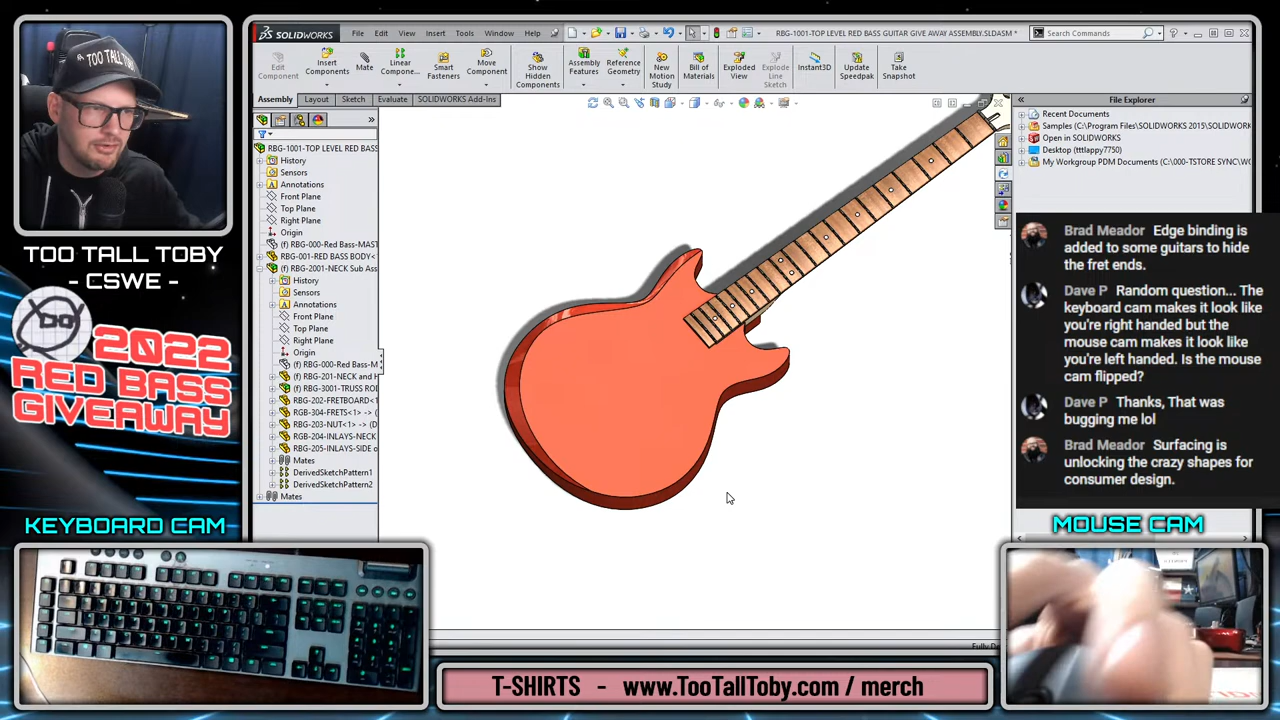 TOO TALL TOBY
- CSWE -
2022
RED BASS
GIVEAWAY
KEYBOARD CAM
SOLIDWORKS
File
Edit
View
Insert
Tools
Window
Help
RBG-1001-TOP LEVEL RED BASS GUITAR GIVE AWAY ASSEMBLY.SLDASM *
Search Commands
Edit
Component
Insert
Components
Mate
Linear
Compone...
Smart
Fasteners
Move
Component
Show
Hidden
Components
Assembly
Features
Reference
Geometry
New
Motion
Study
Bill of
Materials
Exploded
View
Explode
Line
Sketch
Instant3D
Update
Speedpak
Take
Snapshot
Assembly
Layout
Sketch
Evaluate
SOLIDWORKS Add-Ins
RBG-1001-TOP LEVEL RED BASS
History
Sensors
Annotations
Front Plane
Top Plane
Right Plane
Origin
(f) RBG-000-Red Bass-MAST
RBG-001-RED BASS BODY<
(f) RBG-2001-NECK Sub Ass
History
Sensors
Annotations
Front Plane
Top Plane
Right Plane
Origin
(f) RBG-000-Red Bass-M
(f) RBG-201-NECK and H
(f) RBG-3001-TRUSS ROD
RBG-202-FRETBOARD<1
RGB-304-FRETS<1> -> (
RBG-203-NUT<1> -> (D
RGB-204-INLAYS-NECK
RBG-205-INLAYS-SIDE o
Mates
DerivedSketchPattern1
DerivedSketchPattern2
Mates
File Explorer
Recent Documents
Samples (C:\Program Files\SOLIDWORKS 2015\SOLIDWORK
Open in SOLIDWORKS
Desktop (tttlappy7750)
My Workgroup PDM Documents (C:\000-TSTORE SYNC\WO
Brad Meador Edge binding is
added to some guitars to hide
the fret ends.
Dave P Random question... The
keyboard cam makes it look like
you're right handed but the
mouse cam makes it look like
you're left handed. Is the mouse
cam flipped?
Dave P Thanks, That was
bugging me lol
Brad Meador Surfacing is
unlocking the crazy shapes for
consumer design.
MOUSE CAM
T-SHIRTS - www.TooTallToby.com / merch